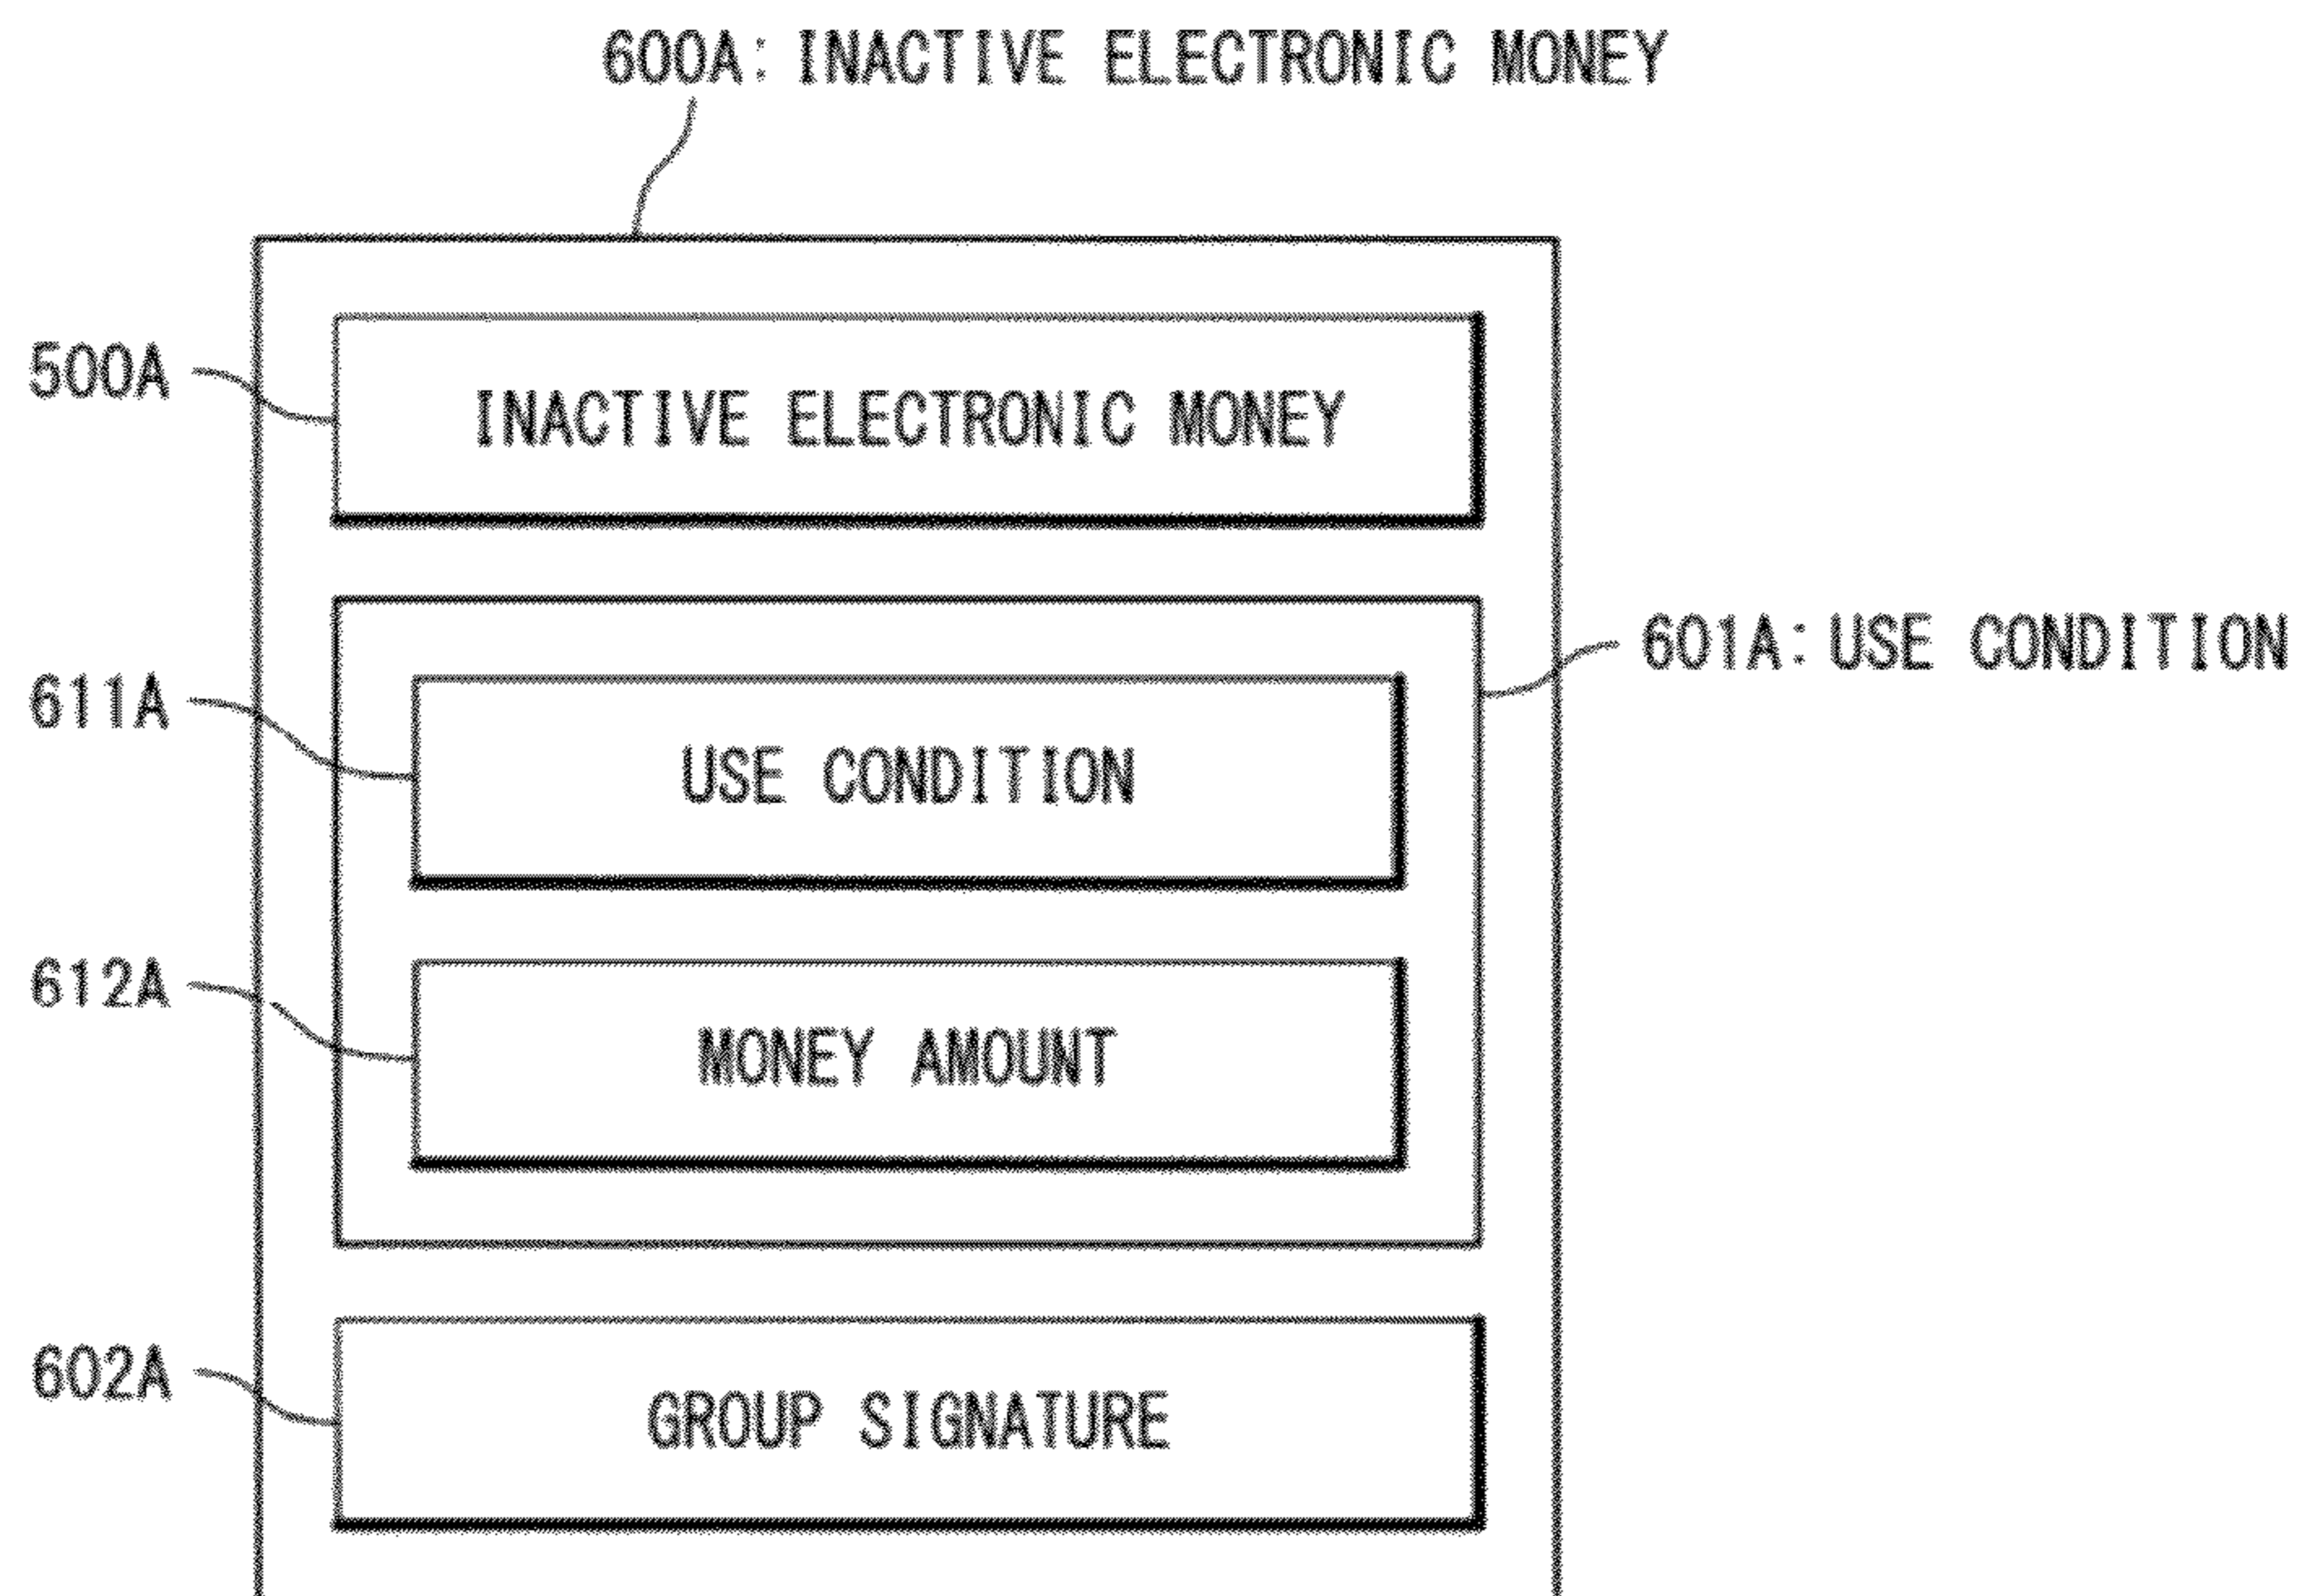 600A: INACTIVE ELECTRONIC MONEY
500A
INACTIVE ELECTRONIC MONEY
601A: USE CONDITION
611A
USE CONDITION
612A
MONEY AMOUNT
602A
GROUP SIGNATURE